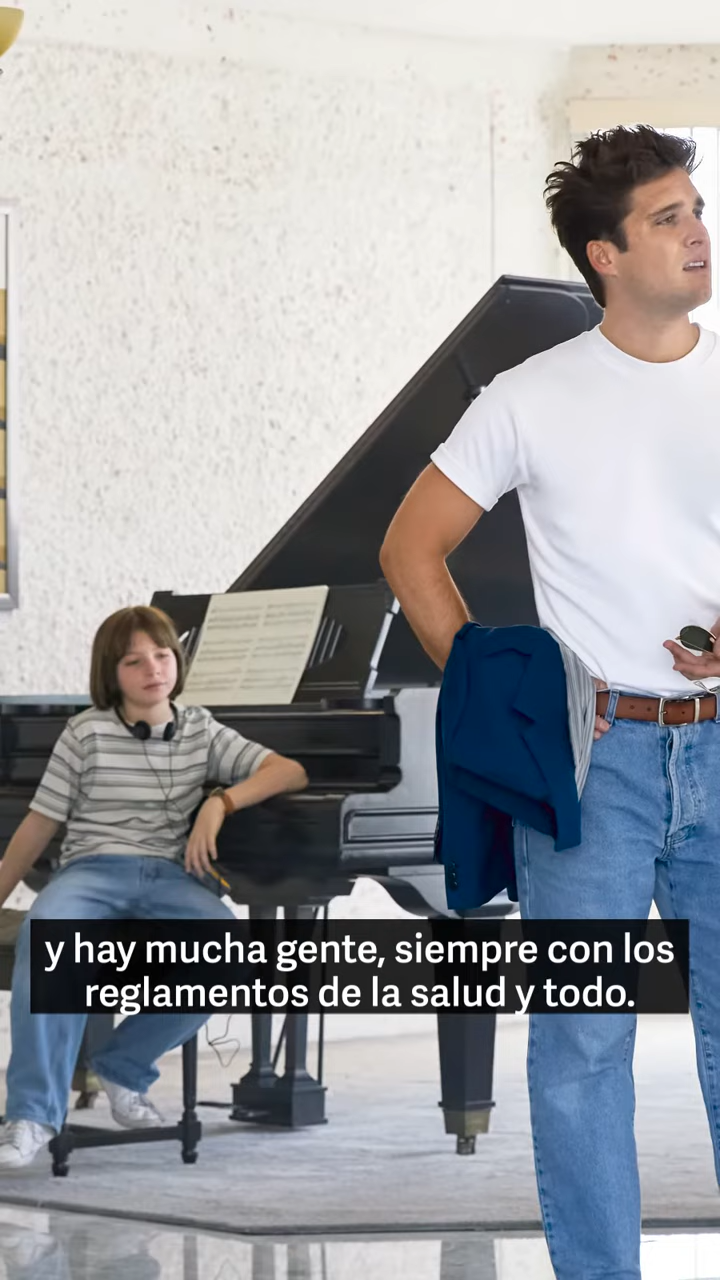 y hay mucha gente, siempre con los
reglamentos de la salud y todo.